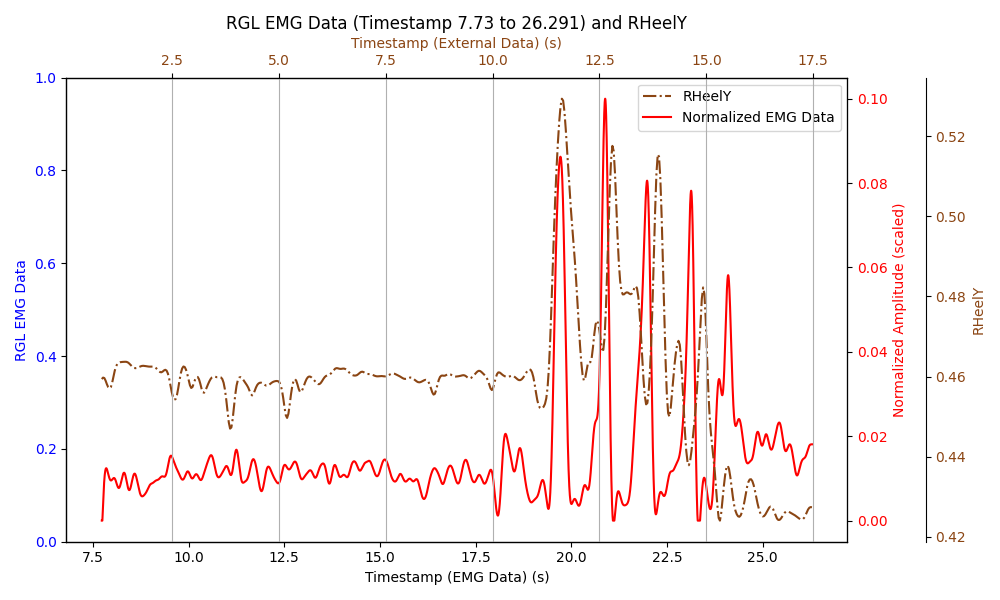 RGL EMG Data (Timestamp 7.73 to 26.291) and RHeelY
Timestamp (External Data) (s)
2.5 5.0 7.5 10.0 12.5 15.0 17.5
RHeelY
Normalized EMG Data
1.0
0.8
0.6
0.4
0.2
0.0
RGL EMG Data
0.10
0.08
0.06
0.04
0.02
0.00
Normalized Amplitude (scaled)
0.52
0.50
0.48
0.46
0.44
0.42
RHeelY
7.5 10.0 12.5 15.0 17.5 20.0 22.5 25.0
Timestamp (EMG Data) (s)